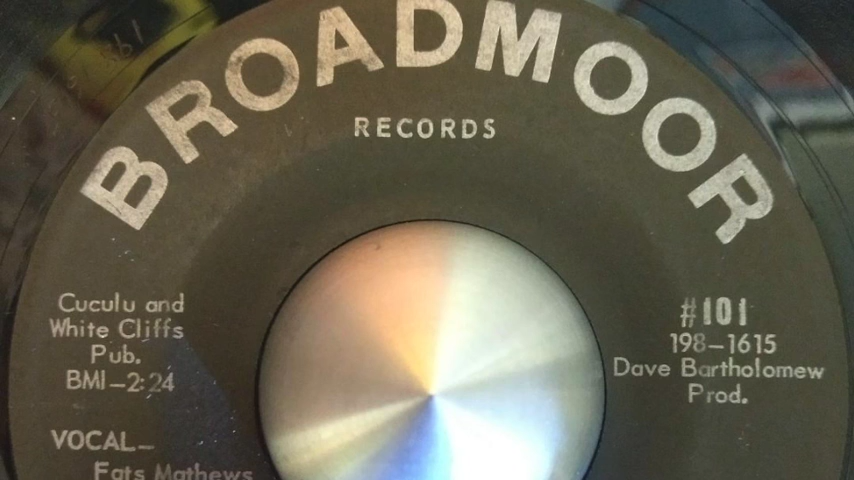 BROADMOOR
RECORDS
Cuculu and
White Cliffs
Pub.
BMI-2:24
VOCAL-
Fats Mathews
#101
198-1615
Dave Bartholomew
Prod.